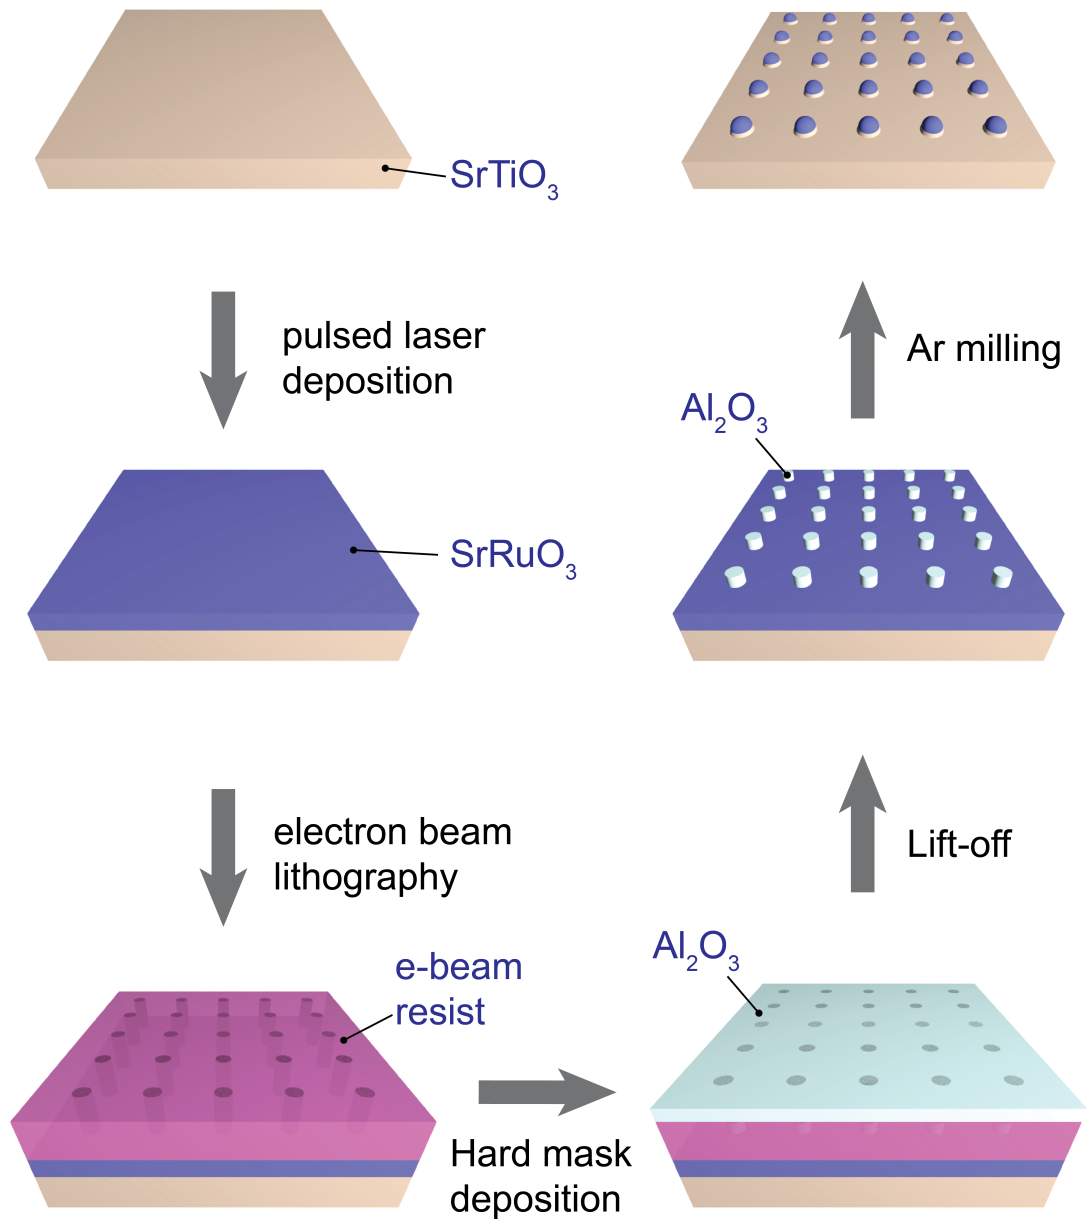 SrTiO₃
pulsed laser
deposition
SrRuO₃
electron beam
lithography
e-beam
resist
Hard mask
deposition
Al₂O₃
Lift-off
Al₂O₃
Ar milling